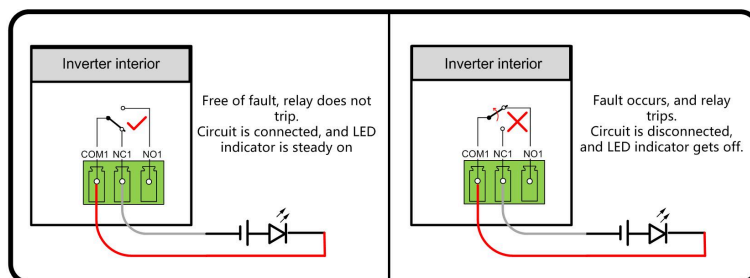 Inverter interior
Free of fault, relay does not
trip.
Circuit is connected, and LED
indicator is steady on
COM1 NC1 NO1
Inverter interior
Fault occurs, and relay
trips.
Circuit is disconnected,
and LED indicator gets off.
COM1 NC1 NO1